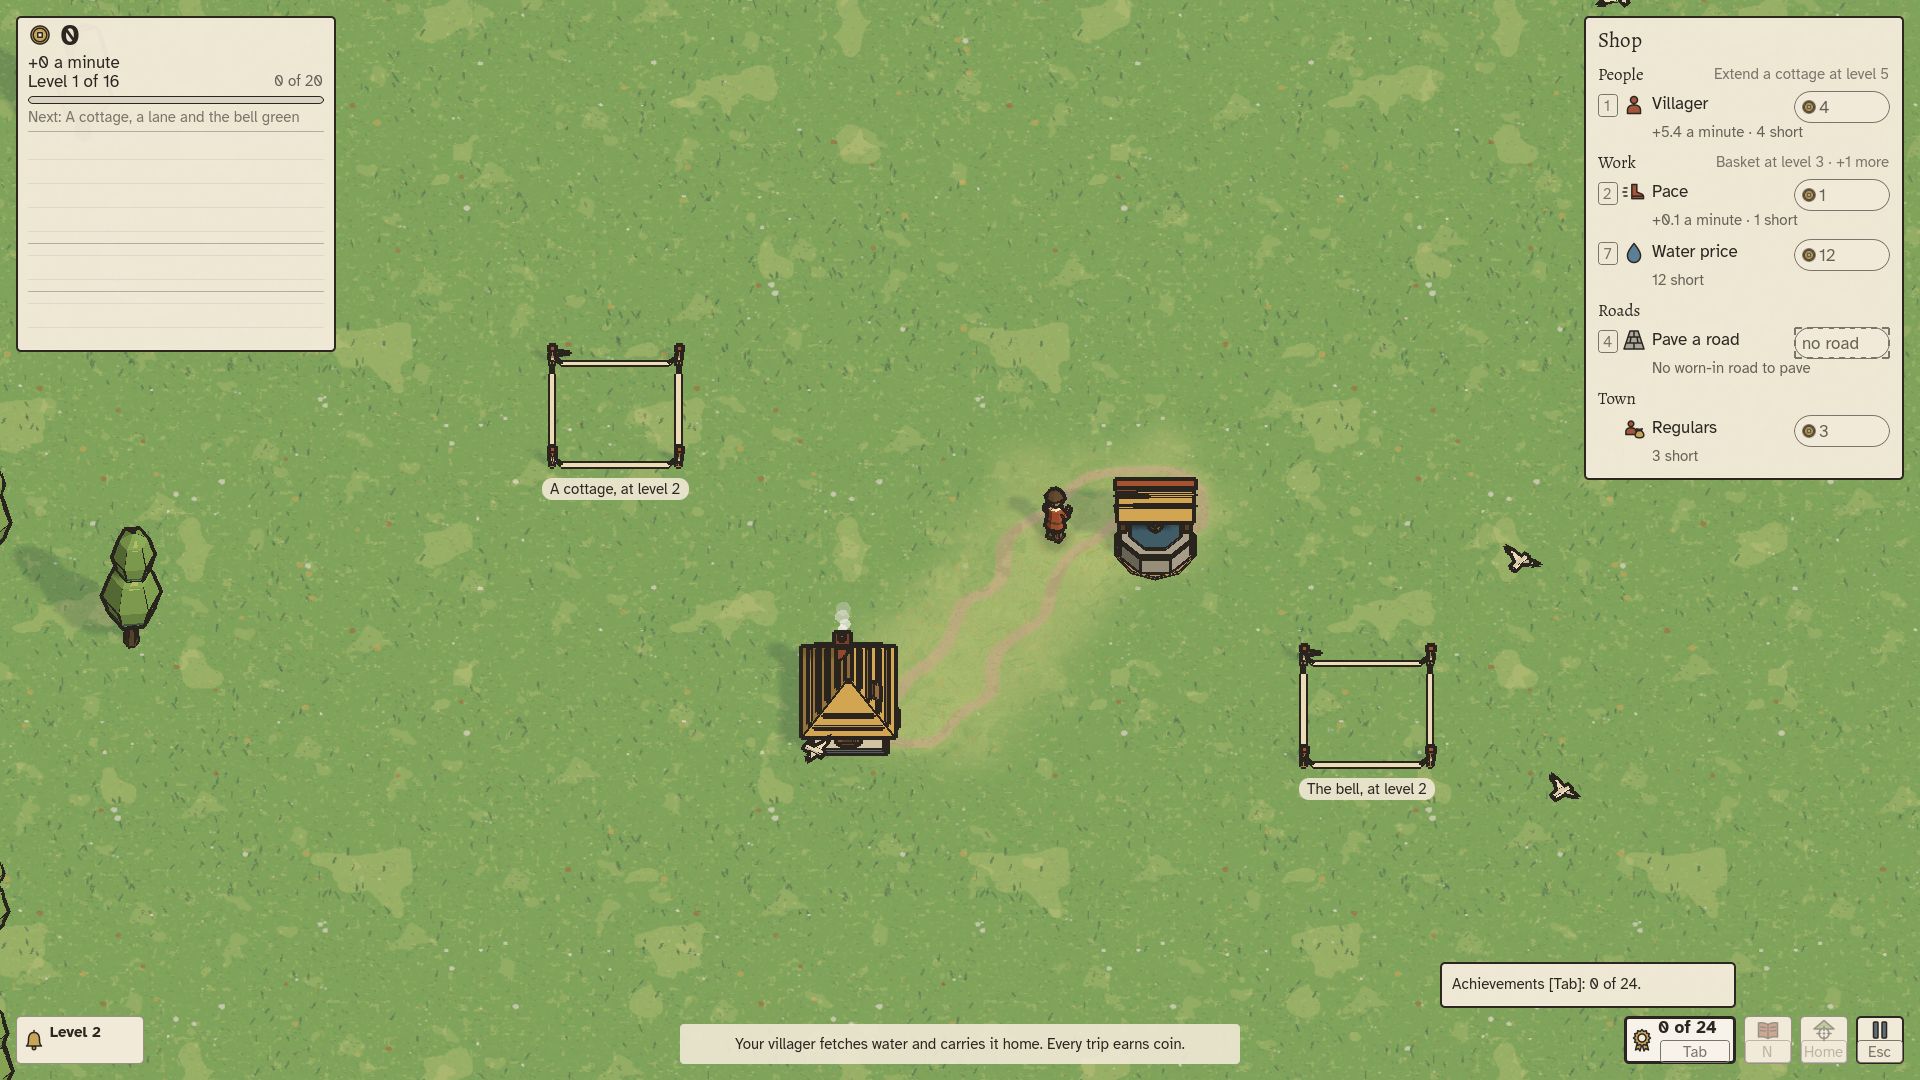 0
+0 a minute
Level 1 of 16 0 of 20
Next: A cottage, a lane and the bell green
Shop
People Extend a cottage at level 5
1 Villager 4
+5.4 a minute · 4 short
Work Basket at level 3 · +1 more
2 Pace 1
+0.1 a minute · 1 short
7 Water price 12
12 short
Roads
4 Pave a road no road
No worn-in road to pave
Town
Regulars 3
3 short
A cottage, at level 2
The bell, at level 2
Achievements [Tab]: 0 of 24.
Level 2
Your villager fetches water and carries it home. Every trip earns coin.
0 of 24
Tab N Home Esc